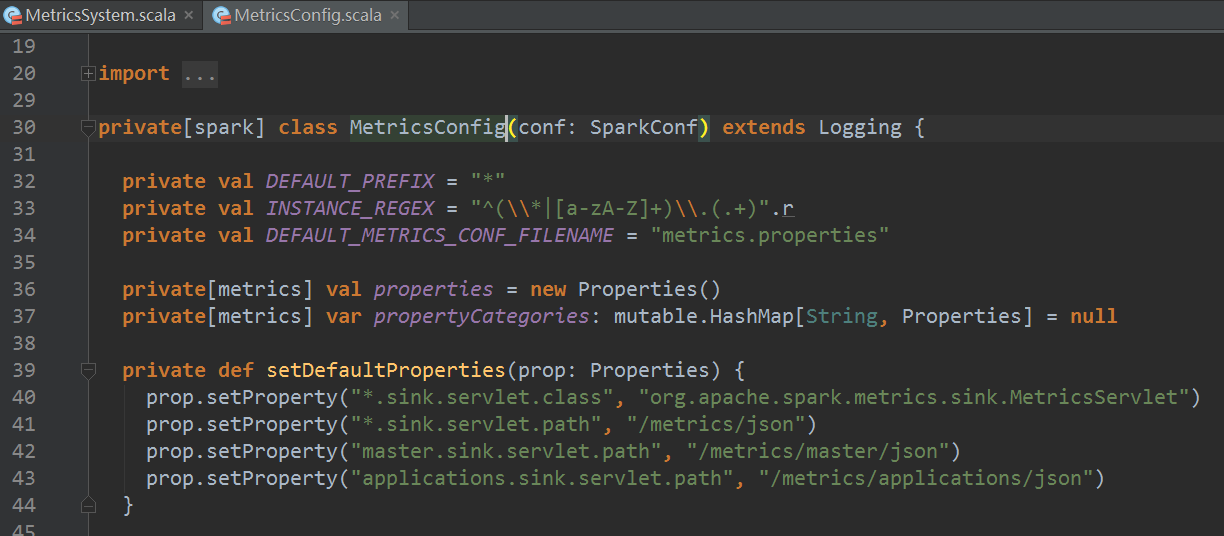 MetricsSystem.scala × MetricsConfig.scala ×
19
20 import ...
29
30 private[spark] class MetricsConfig(conf: SparkConf) extends Logging {
31
32   private val DEFAULT_PREFIX = "*"
33   private val INSTANCE_REGEX = "^(\\*|[a-zA-Z]+)\\.(.+)".r
34   private val DEFAULT_METRICS_CONF_FILENAME = "metrics.properties"
35
36   private[metrics] val properties = new Properties()
37   private[metrics] var propertyCategories: mutable.HashMap[String, Properties] = null
38
39   private def setDefaultProperties(prop: Properties) {
40     prop.setProperty("*.sink.servlet.class", "org.apache.spark.metrics.sink.MetricsServlet")
41     prop.setProperty("*.sink.servlet.path", "/metrics/json")
42     prop.setProperty("master.sink.servlet.path", "/metrics/master/json")
43     prop.setProperty("applications.sink.servlet.path", "/metrics/applications/json")
44   }
45